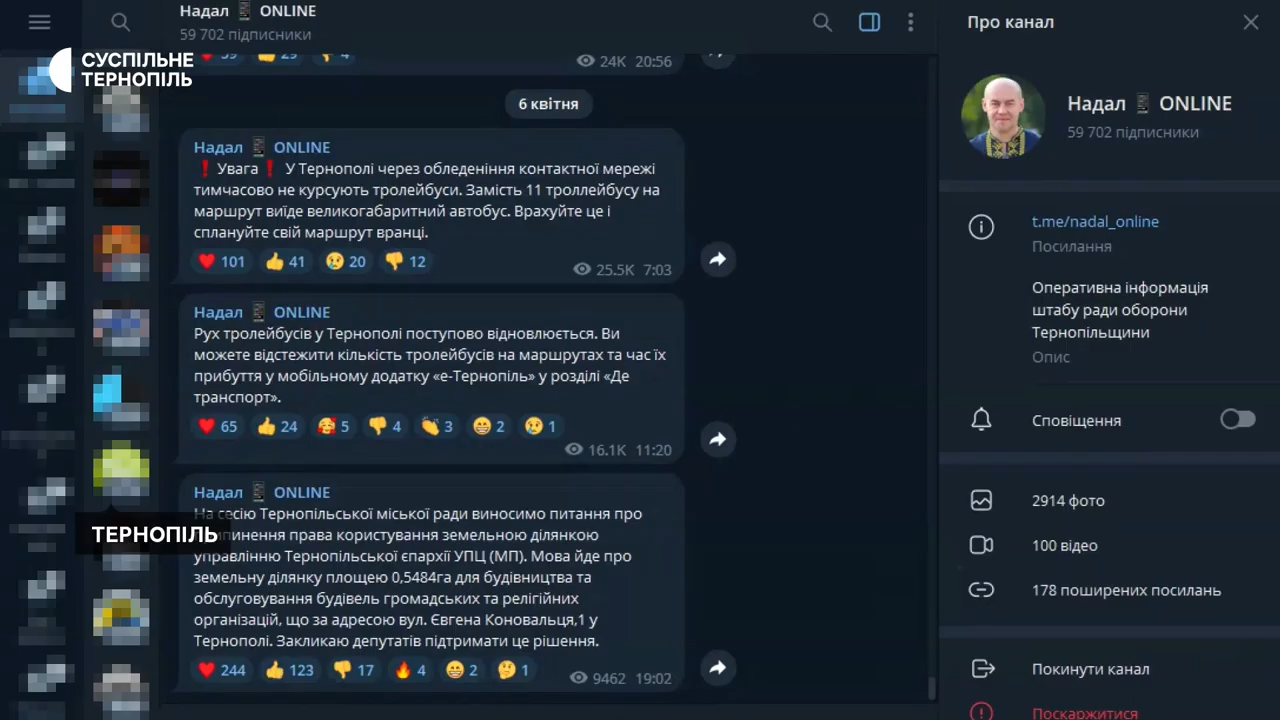 Надал 📱 ONLINE
59 702 підписники
СУСПІЛЬНЕ
ТЕРНОПІЛЬ
59 29 4
24K 20:56
6 квітня
Надал 📱 ONLINE
❗ Увага ❗ У Тернополі через обледеніння контактної мережі
тимчасово не курсують тролейбуси. Замість 11 троллейбусу на
маршрут виїде великогабаритний автобус. Врахуйте це і
сплануйте свій маршрут вранці.
❤️ 101 👍 41 😢 20 👎 12
25.5K 7:03
Надал 📱 ONLINE
Рух тролейбусів у Тернополі поступово відновлюється. Ви
можете відстежити кількість тролейбусів на маршрутах та час їх
прибуття у мобільному додатку «е-Тернопіль» у розділі «Де
транспорт».
❤️ 65 👍 24 🥰 5 👎 4 👏 3 😁 2 😢 1
16.1K 11:20
Надал 📱 ONLINE
На сесію Тернопільської міської ради виносимо питання про
припинення права користування земельною ділянкою
управлінню Тернопільської єпархії УПЦ (МП). Мова йде про
земельну ділянку площею 0,5484га для будівництва та
обслуговування будівель громадських та релігійних
організацій, що за адресою вул. Євгена Коновальця,1 у
Тернополі. Закликаю депутатів підтримати це рішення.
❤️ 244 👍 123 👎 17 🔥 4 😁 2 🤔 1
9462 19:02
ТЕРНОПІЛЬ
Про канал
Надал 📱 ONLINE
59 702 підписники
t.me/nadal_online
Посилання
Оперативна інформація
штабу ради оборони
Тернопільщини
Опис
Сповіщення
2914 фото
100 відео
178 поширених посилань
Покинути канал
Поскаржитися